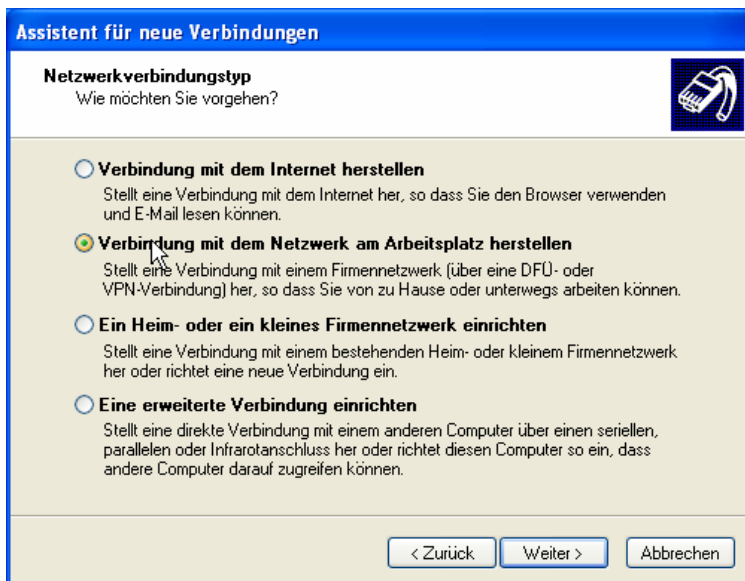 Assistent für neue Verbindungen
Netzwerkverbindungstyp
Wie möchten Sie vorgehen?
Verbindung mit dem Internet herstellen
Stellt eine Verbindung mit dem Internet her, so dass Sie den Browser verwenden
und E-Mail lesen können.
Verbindung mit dem Netzwerk am Arbeitsplatz herstellen
Stellt eine Verbindung mit einem Firmennetzwerk (über eine DFÜ- oder
VPN-Verbindung) her, so dass Sie von zu Hause oder unterwegs arbeiten können.
Ein Heim- oder ein kleines Firmennetzwerk einrichten
Stellt eine Verbindung mit einem bestehenden Heim- oder kleinem Firmennetzwerk
her oder richtet eine neue Verbindung ein.
Eine erweiterte Verbindung einrichten
Stellt eine direkte Verbindung mit einem anderen Computer über einen seriellen,
parallelen oder Infrarotanschluss her oder richtet diesen Computer so ein, dass
andere Computer darauf zugreifen können.
< Zurück Weiter > Abbrechen